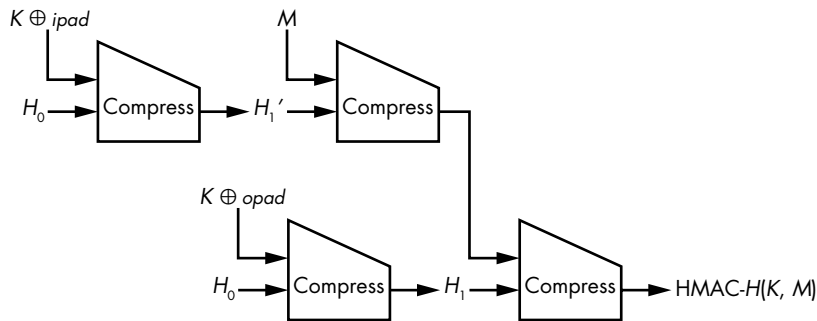 K ⊕ ipad
M
H₀
Compress
H₁′
Compress
K ⊕ opad
H₀
Compress
H₁
Compress
HMAC-H(K, M)